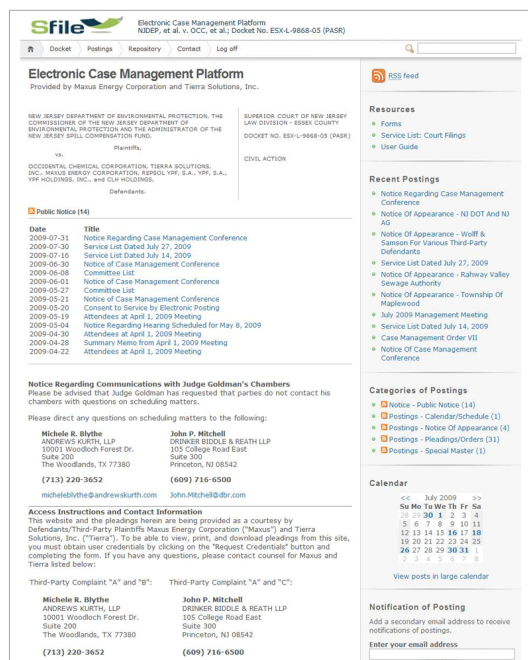 Sfile
Electronic Case Management Platform
NJDEP, et al. v. OCC, et al.; Docket No. ESX-L-9868-05 (PASR)
Docket Postings Repository Contact Log off
Electronic Case Management Platform
Provided by Maxus Energy Corporation and Tierra Solutions, Inc.
NEW JERSEY DEPARTMENT OF ENVIRONMENTAL PROTECTION, THE
COMMISSIONER OF THE NEW JERSEY DEPARTMENT OF
ENVIRONMENTAL PROTECTION AND THE ADMINISTRATOR OF THE
NEW JERSEY SPILL COMPENSATION FUND,
Plaintiffs,
vs.
OCCIDENTAL CHEMICAL CORPORATION, TIERRA SOLUTIONS,
INC., MAXUS ENERGY CORPORATION, REPSOL YPF, S.A., YPF, S.A.,
YPF HOLDINGS, INC., and CLH HOLDINGS,
Defendants.
SUPERIOR COURT OF NEW JERSEY
LAW DIVISION - ESSEX COUNTY
DOCKET NO. ESX-L-9868-05 (PASR)
CIVIL ACTION
Public Notice (14)
Date Title
2009-07-31 Notice Regarding Case Management Conference
2009-07-30 Service List Dated July 27, 2009
2009-07-16 Service List Dated July 14, 2009
2009-06-30 Notice of Case Management Conference
2009-06-08 Committee List
2009-06-01 Notice of Case Management Conference
2009-05-27 Committee List
2009-05-21 Notice of Case Management Conference
2009-05-20 Consent to Service by Electronic Posting
2009-05-19 Attendees at April 1, 2009 Meeting
2009-05-04 Notice Regarding Hearing Scheduled for May 8, 2009
2009-04-30 Attendees at April 1, 2009 Meeting
2009-04-28 Summary Memo from April 1, 2009 Meeting
2009-04-22 Attendees at April 1, 2009 Meeting
Notice Regarding Communications with Judge Goldman's Chambers
Please be advised that Judge Goldman has requested that parties do not contact his
chambers with questions on scheduling matters.
Please direct any questions on scheduling matters to the following:
Michele R. Blythe
ANDREWS KURTH, LLP
10001 Woodloch Forest Dr.
Suite 200
The Woodlands, TX 77380
(713) 220-3652
micheleblythe@andrewskurth.com
John P. Mitchell
DRINKER BIDDLE & REATH LLP
105 College Road East
Suite 300
Princeton, NJ 08542
(609) 716-6500
John.Mitchell@dbr.com
Access Instructions and Contact Information
This website and the pleadings herein are being provided as a courtesy by
Defendants/Third-Party Plaintiffs Maxus Energy Corporation ("Maxus") and Tierra
Solutions, Inc. ("Tierra"). To be able to view, print, and download pleadings from this site,
you must obtain user credentials by clicking on the "Request Credentials" button and
completing the form. If you have any questions, please contact counsel for Maxus and
Tierra listed below:
Third-Party Complaint "A" and "B":
Michele R. Blythe
ANDREWS KURTH, LLP
10001 Woodloch Forest Dr.
Suite 200
The Woodlands, TX 77380
(713) 220-3652
Third-Party Complaint "A" and "C":
John P. Mitchell
DRINKER BIDDLE & REATH LLP
105 College Road East
Suite 300
Princeton, NJ 08542
(609) 716-6500
RSS feed
Resources
Forms
Service List: Court Filings
User Guide
Recent Postings
Notice Regarding Case Management
Conference
Notice Of Appearance - NJ DOT And NJ
AG
Notice Of Appearance - Wolff &
Samson For Various Third-Party
Defendants
Service List Dated July 27, 2009
Notice Of Appearance - Rahway Valley
Sewage Authority
Notice Of Appearance - Township Of
Maplewood
July 2009 Management Meeting
Service List Dated July 14, 2009
Case Management Order VII
Notice Of Case Management
Conference
Categories of Postings
Notice - Public Notice (14)
Postings - Calendar/Schedule (1)
Postings - Notice Of Appearance (4)
Postings - Pleadings/Orders (31)
Postings - Special Master (1)
Calendar
<< July 2009 >>
Su Mo Tu We Th Fr Sa
28 29 30 1 2 3 4
5 6 7 8 9 10 11
12 13 14 15 16 17 18
19 20 21 22 23 24 25
26 27 28 29 30 31 1
2 3 4 5 6 7 8
View posts in large calendar
Notification of Posting
Add a secondary email address to receive
notifications of postings.
Enter your email address